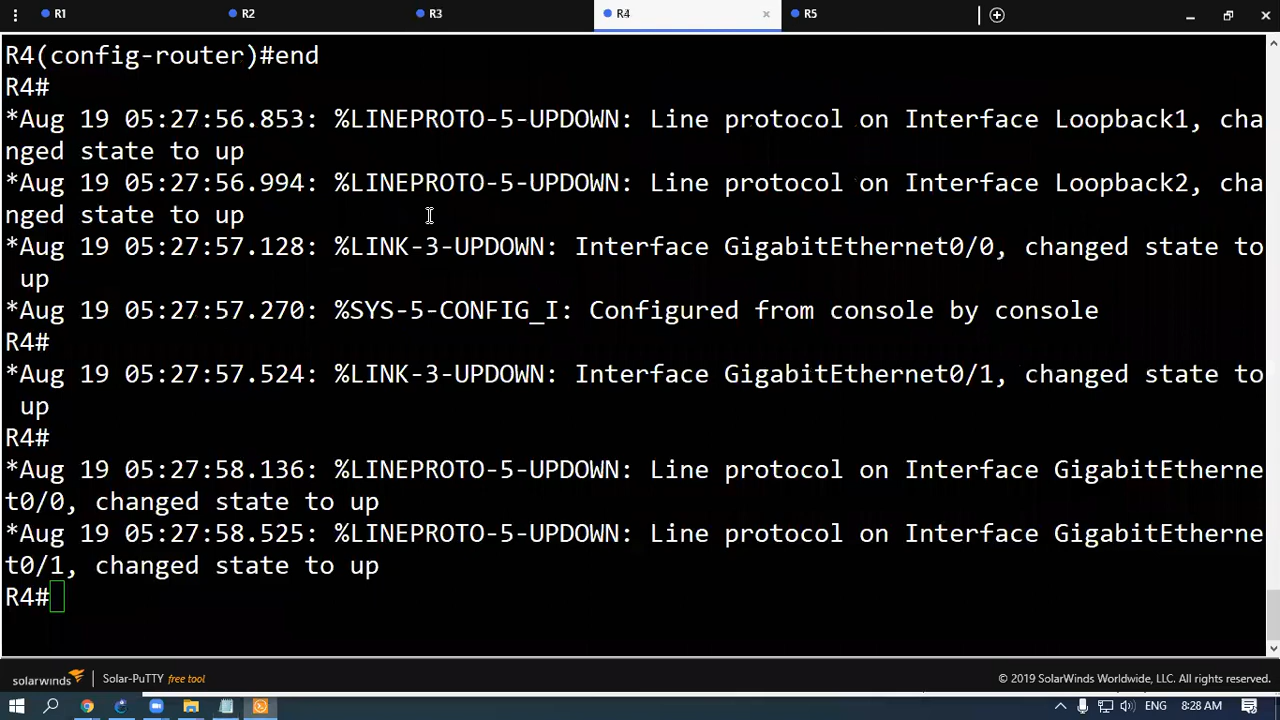 R1
R2
R3
R4
R5
R4(config-router)#end
R4#
*Aug 19 05:27:56.853: %LINEPROTO-5-UPDOWN: Line protocol on Interface Loopback1, cha
nged state to up
*Aug 19 05:27:56.994: %LINEPROTO-5-UPDOWN: Line protocol on Interface Loopback2, cha
nged state to up
*Aug 19 05:27:57.128: %LINK-3-UPDOWN: Interface GigabitEthernet0/0, changed state to
 up
*Aug 19 05:27:57.270: %SYS-5-CONFIG_I: Configured from console by console
R4#
*Aug 19 05:27:57.524: %LINK-3-UPDOWN: Interface GigabitEthernet0/1, changed state to
 up
R4#
*Aug 19 05:27:58.136: %LINEPROTO-5-UPDOWN: Line protocol on Interface GigabitEtherne
t0/0, changed state to up
*Aug 19 05:27:58.525: %LINEPROTO-5-UPDOWN: Line protocol on Interface GigabitEtherne
t0/1, changed state to up
R4#
solarwinds Solar-PuTTY free tool © 2019 SolarWinds Worldwide, LLC. All rights reserved.
ENG 8:28 AM